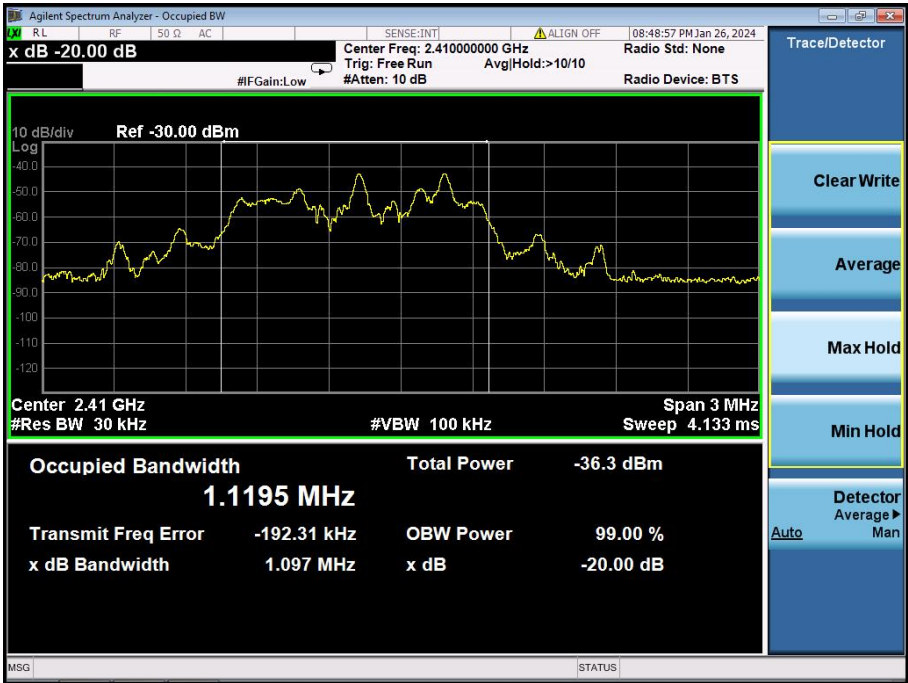 Agilent Spectrum Analyzer - Occupied BW
LXI RL RF 50 Ω AC SENSE:INT ALIGN OFF 08:48:57 PM Jan 26, 2024
x dB -20.00 dB
Center Freq: 2.410000000 GHz Radio Std: None
Trig: Free Run Avg|Hold:>10/10
#IFGain:Low #Atten: 10 dB Radio Device: BTS
10 dB/div Ref -30.00 dBm
Log
-40.0
-50.0
-60.0
-70.0
-80.0
-90.0
-100
-110
-120
Center 2.41 GHz Span 3 MHz
#Res BW 30 kHz #VBW 100 kHz Sweep 4.133 ms
Occupied Bandwidth Total Power -36.3 dBm
1.1195 MHz
Transmit Freq Error -192.31 kHz OBW Power 99.00 %
x dB Bandwidth 1.097 MHz x dB -20.00 dB
MSG STATUS
Trace/Detector
Clear Write
Average
Max Hold
Min Hold
Detector
Average
Auto Man